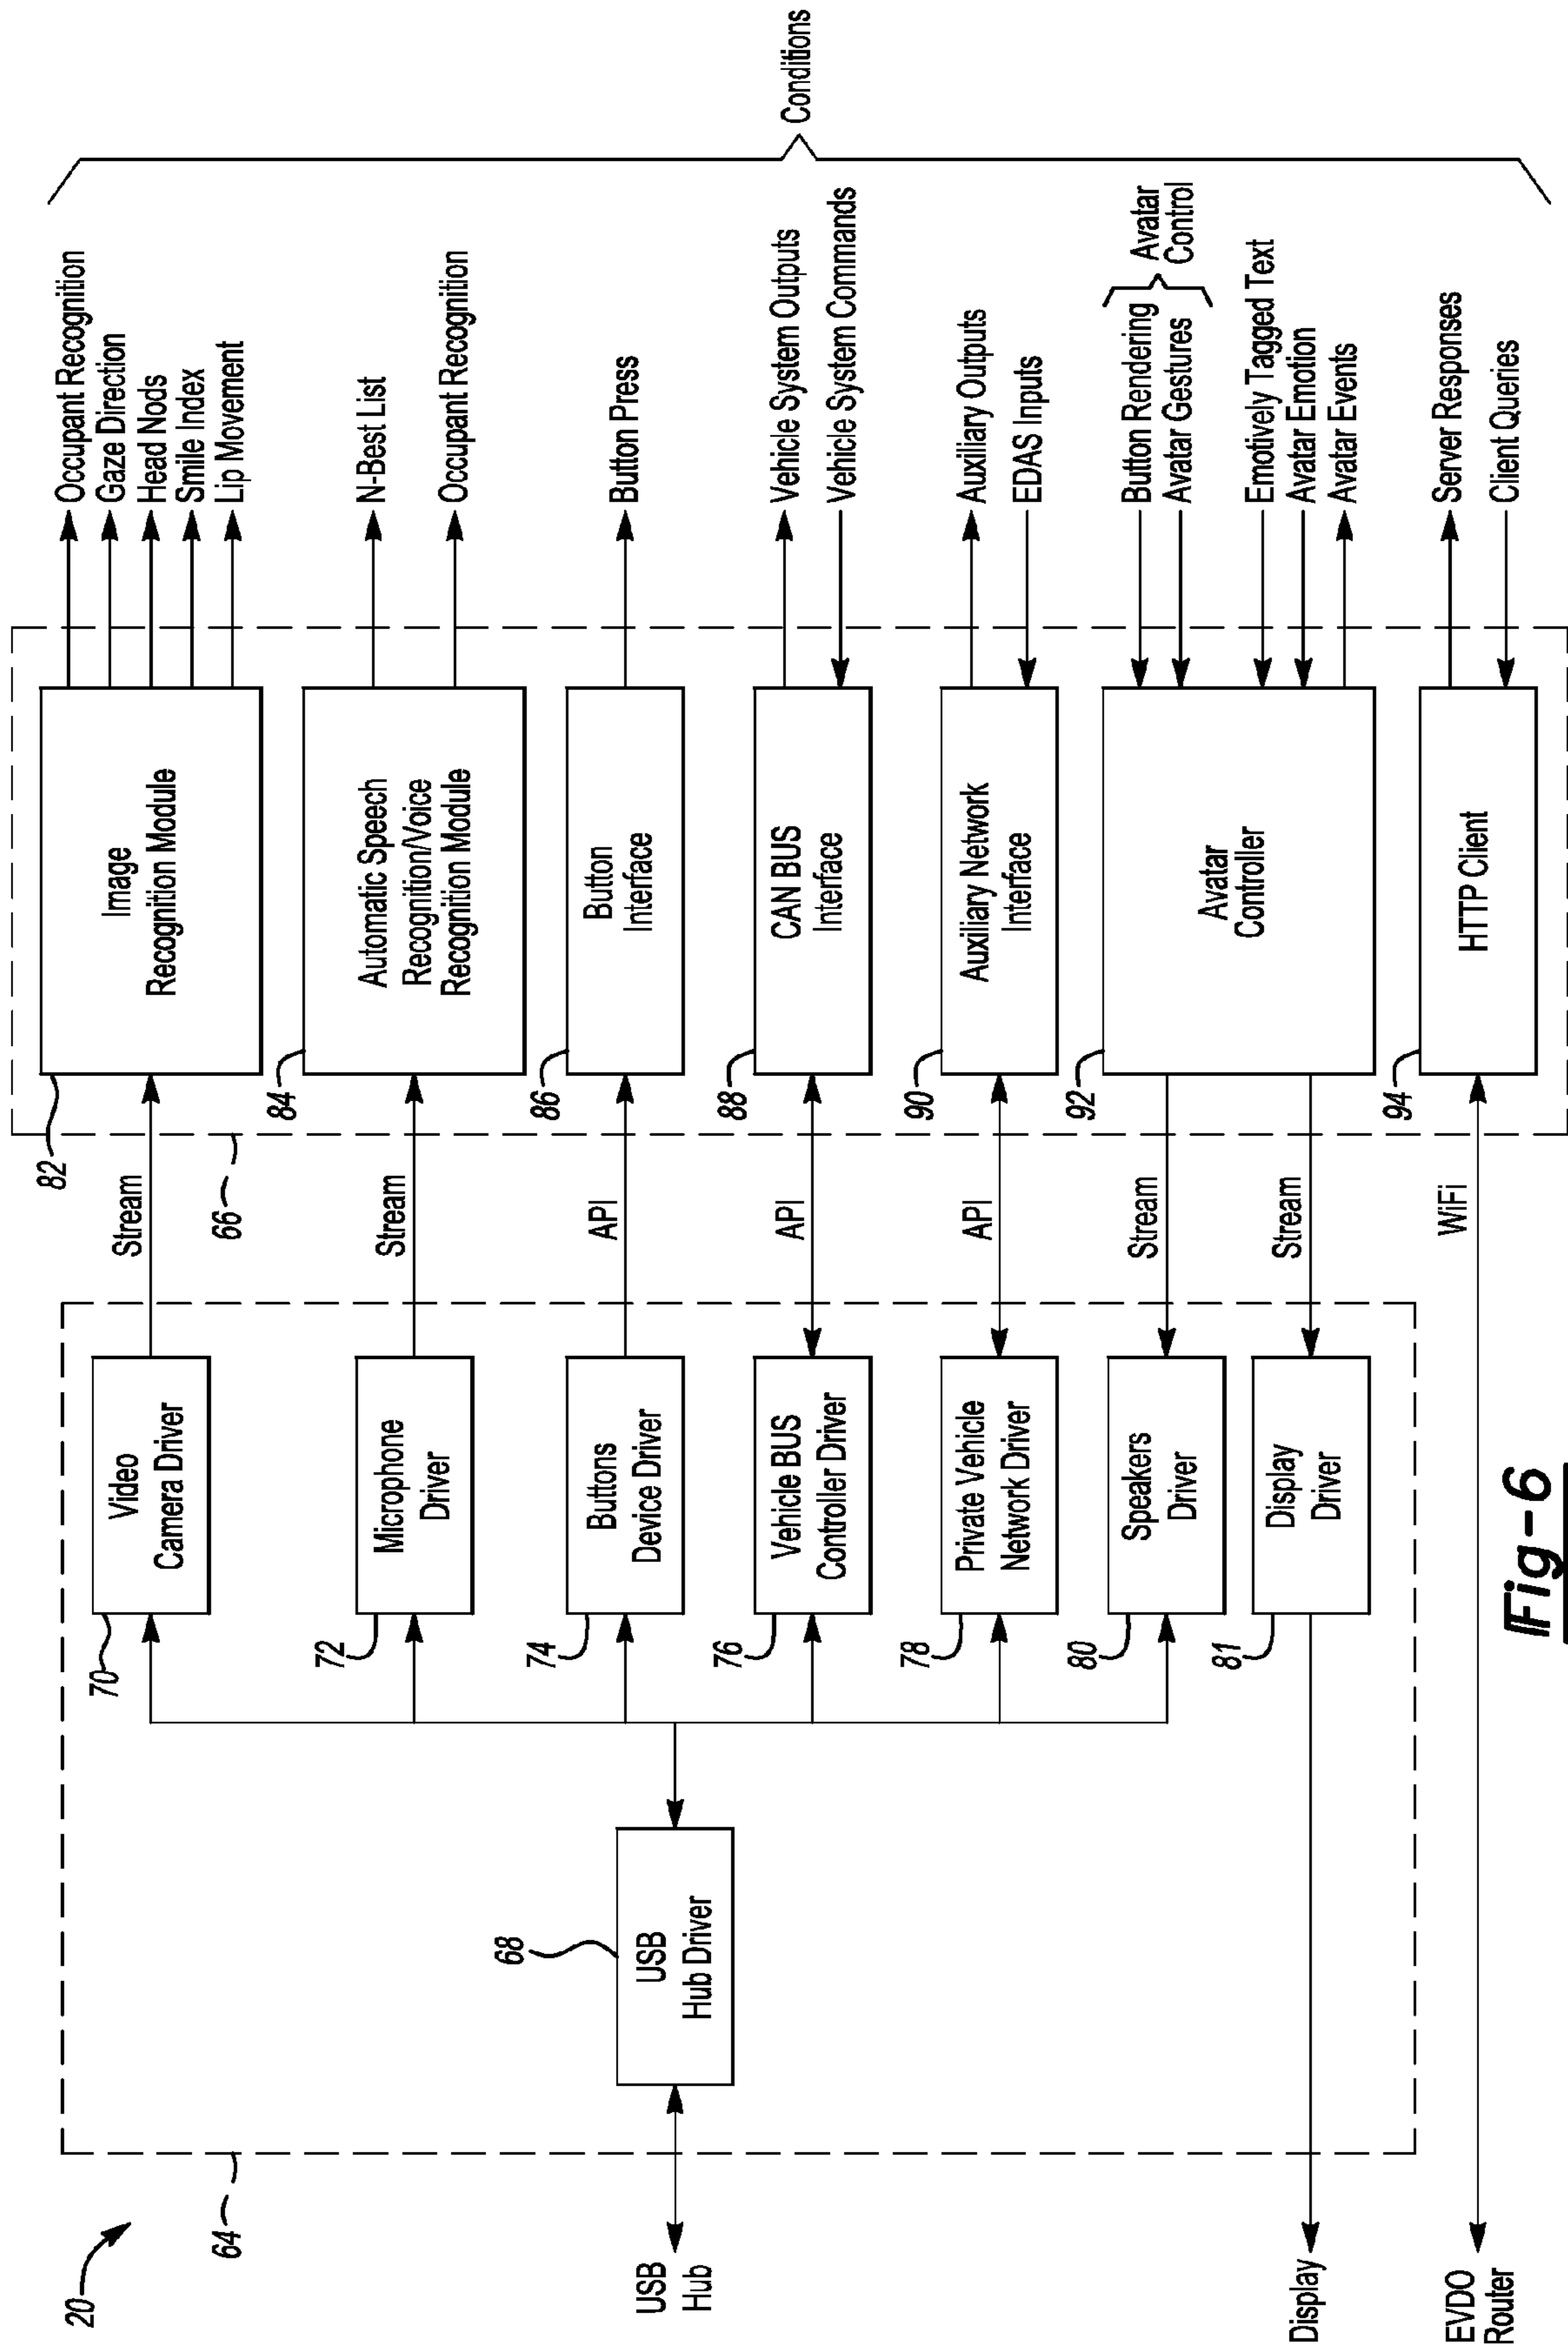 20
64
USB
Hub
Display
EVDO
Router
68
USB
Hub Driver
70
Video
Camera Driver
72
Microphone
Driver
74
Buttons
Device Driver
76
Vehicle BUS
Controller Driver
78
Private Vehicle
Network Driver
80
Speakers
Driver
81
Display
Driver
Stream
66
Stream
API
API
API
Stream
Stream
WiFi
82
Image
Recognition Module
84
Automatic Speech
Recognition/Voice
Recognition Module
86
Button
Interface
88
CAN BUS
Interface
90
Auxiliary Network
Interface
92
Avatar
Controller
94
HTTP Client
Occupant Recognition
Gaze Direction
Head Nods
Smile Index
Lip Movement
N-Best List
Occupant Recognition
Button Press
Vehicle System Outputs
Vehicle System Commands
Auxiliary Outputs
EDAS Inputs
Button Rendering
Avatar Gestures
Avatar
Control
Emotively Tagged Text
Avatar Emotion
Avatar Events
Server Responses
Client Queries
Conditions
Fig-6